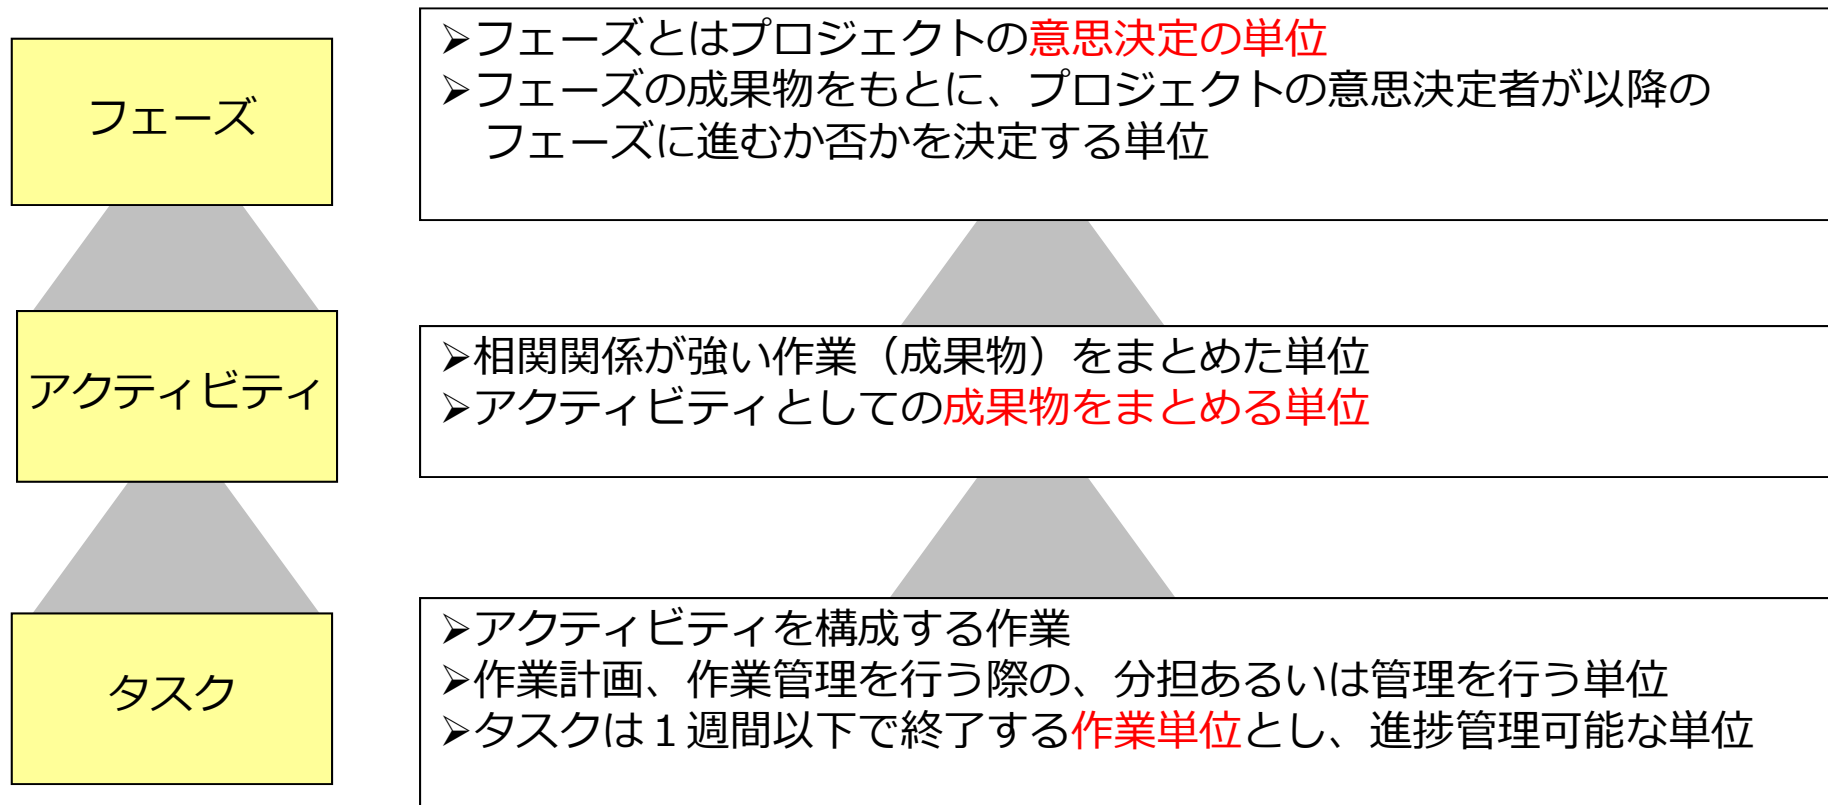 フェーズ
➢フェーズとはプロジェクトの意思決定の単位
➢フェーズの成果物をもとに、プロジェクトの意思決定者が以降の
フェーズに進むか否かを決定する単位
アクティビティ
➢相関関係が強い作業（成果物）をまとめた単位
➢アクティビティとしての成果物をまとめる単位
タスク
➢アクティビティを構成する作業
➢作業計画、作業管理を行う際の、分担あるいは管理を行う単位
➢タスクは１週間以下で終了する作業単位とし、進捗管理可能な単位